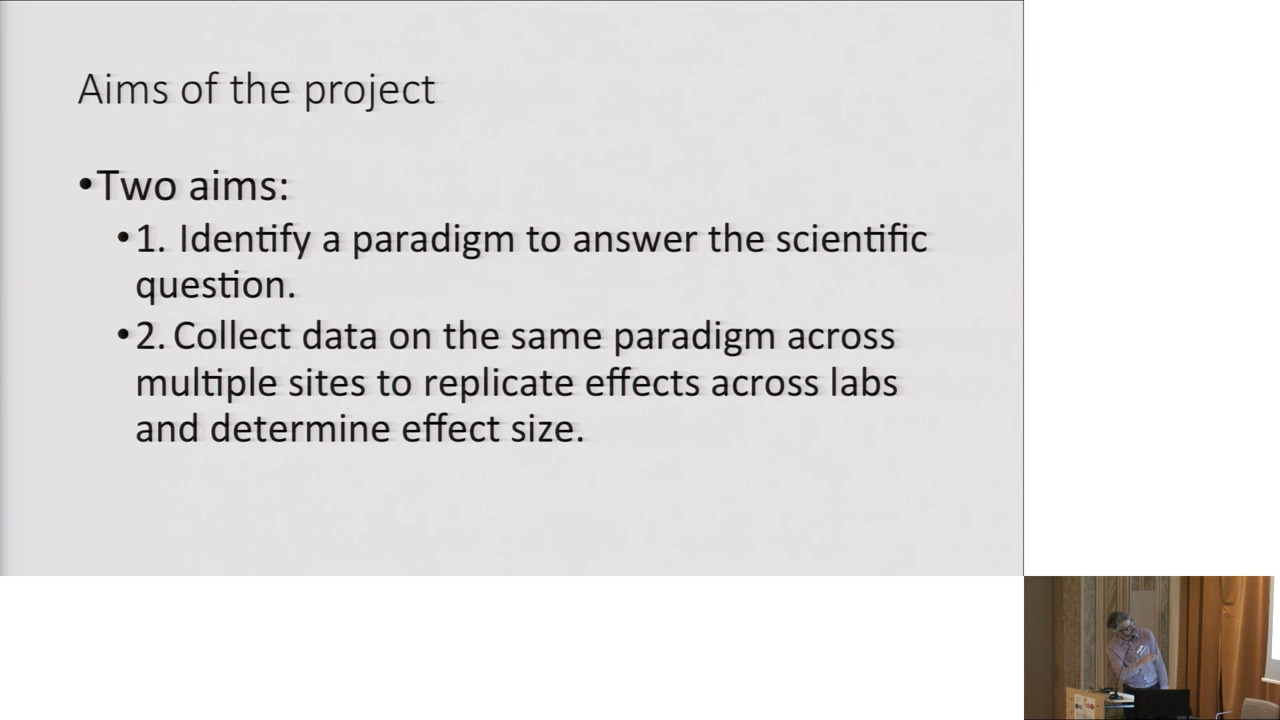 Aims of the project
•Two aims:
•1. Identify a paradigm to answer the scientific
question.
•2. Collect data on the same paradigm across
multiple sites to replicate effects across labs
and determine effect size.